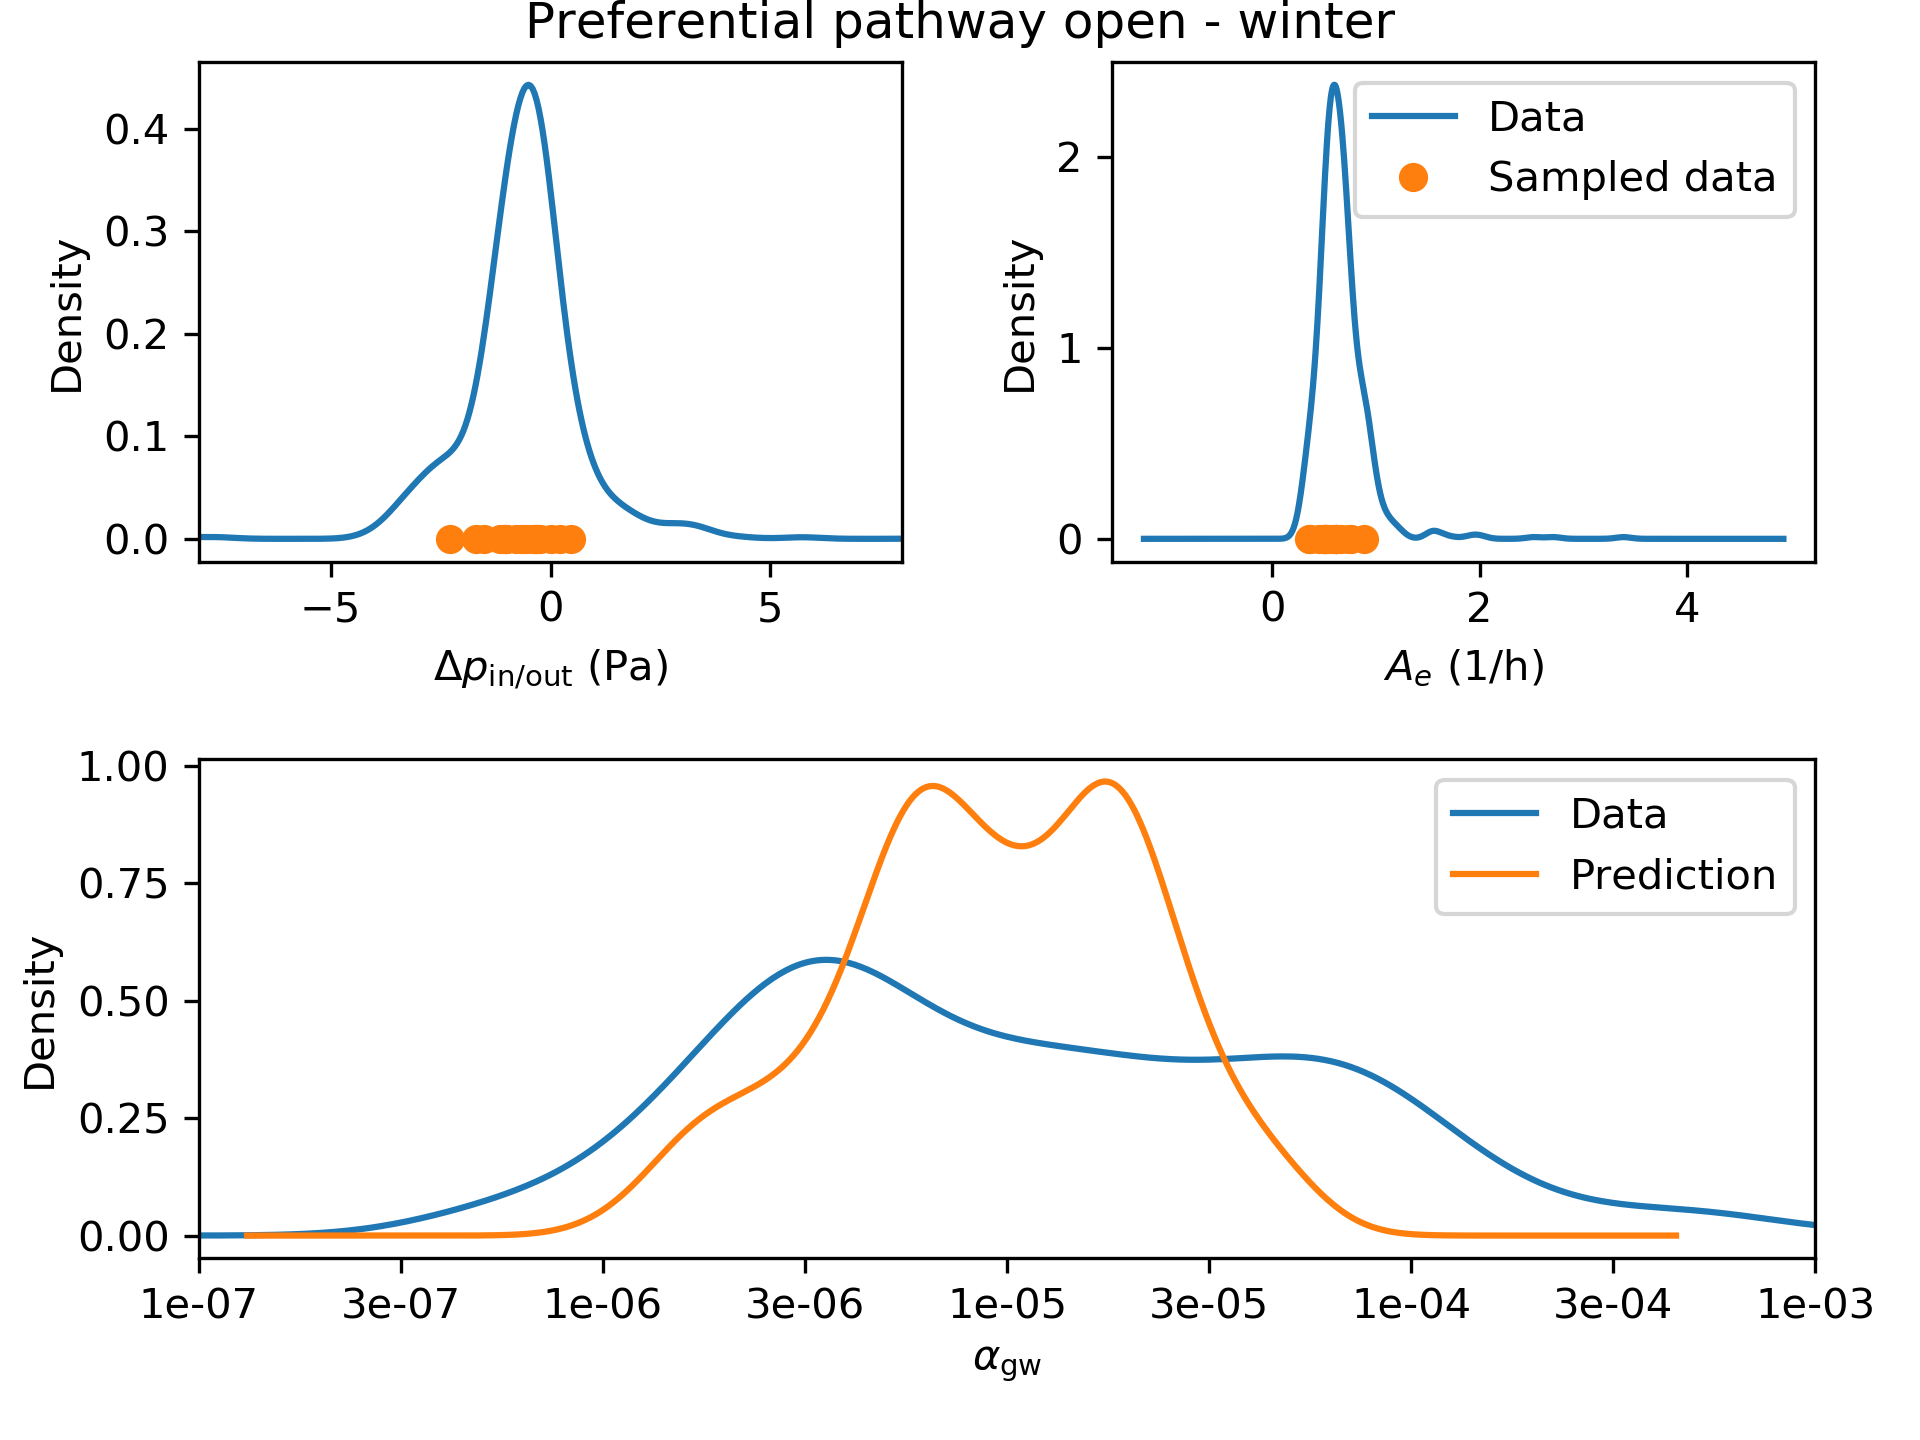 Preferential pathway open - winter
Density
0.4
0.3
0.2
0.1
0.0
−5
0
5
Δp_in/out (Pa)
Density
2
1
0
0
2
4
A_e (1/h)
Data
Sampled data
Density
1.00
0.75
0.50
0.25
0.00
1e-07
3e-07
1e-06
3e-06
1e-05
3e-05
1e-04
3e-04
1e-03
α_gw
Data
Prediction